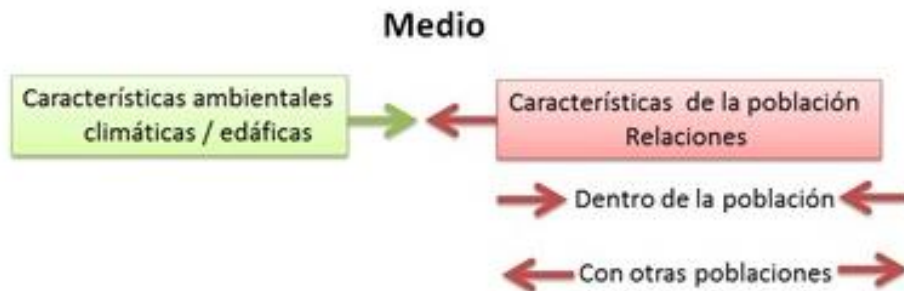 Medio
Características ambientales
climáticas / edáficas
Características de la población
Relaciones
Dentro de la población
Con otras poblaciones